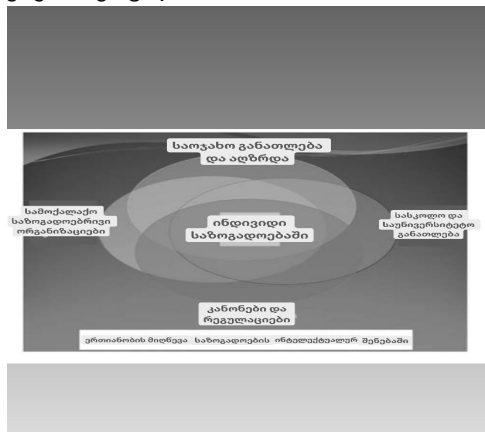 საოჯახო განათლება
და აღზრდა
სამოქალაქო
საზოგადოებრივი
ორგანიზაციები
ინდივიდი
საზოგადოებაში
სასკოლო და
საუნივერსიტეტო
განათლება
კანონები და
რეგულაციები
ერთიანობის მიღწევა საზოგადოების ინტელექტუალურ შენებაში